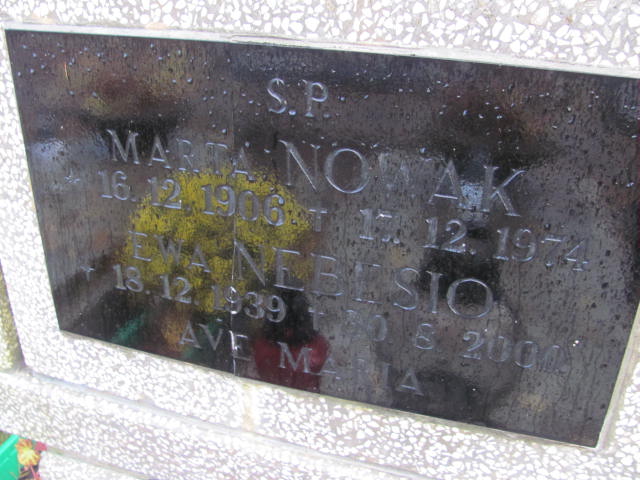 S.P.
MARTA NOWAK
* 16.12.1906 † 17.12.1974
EWA NEBESIO
* 18.12.1939 † 30.8.2000
AVE MARIA